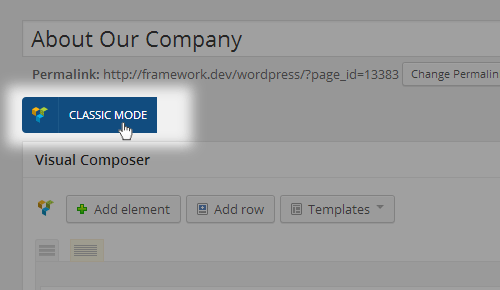 About Our Company
Permalink: http://framework.dev/wordpress/?page_id=13383 Change Permalin
CLASSIC MODE
Visual Composer
Add element Add row Templates